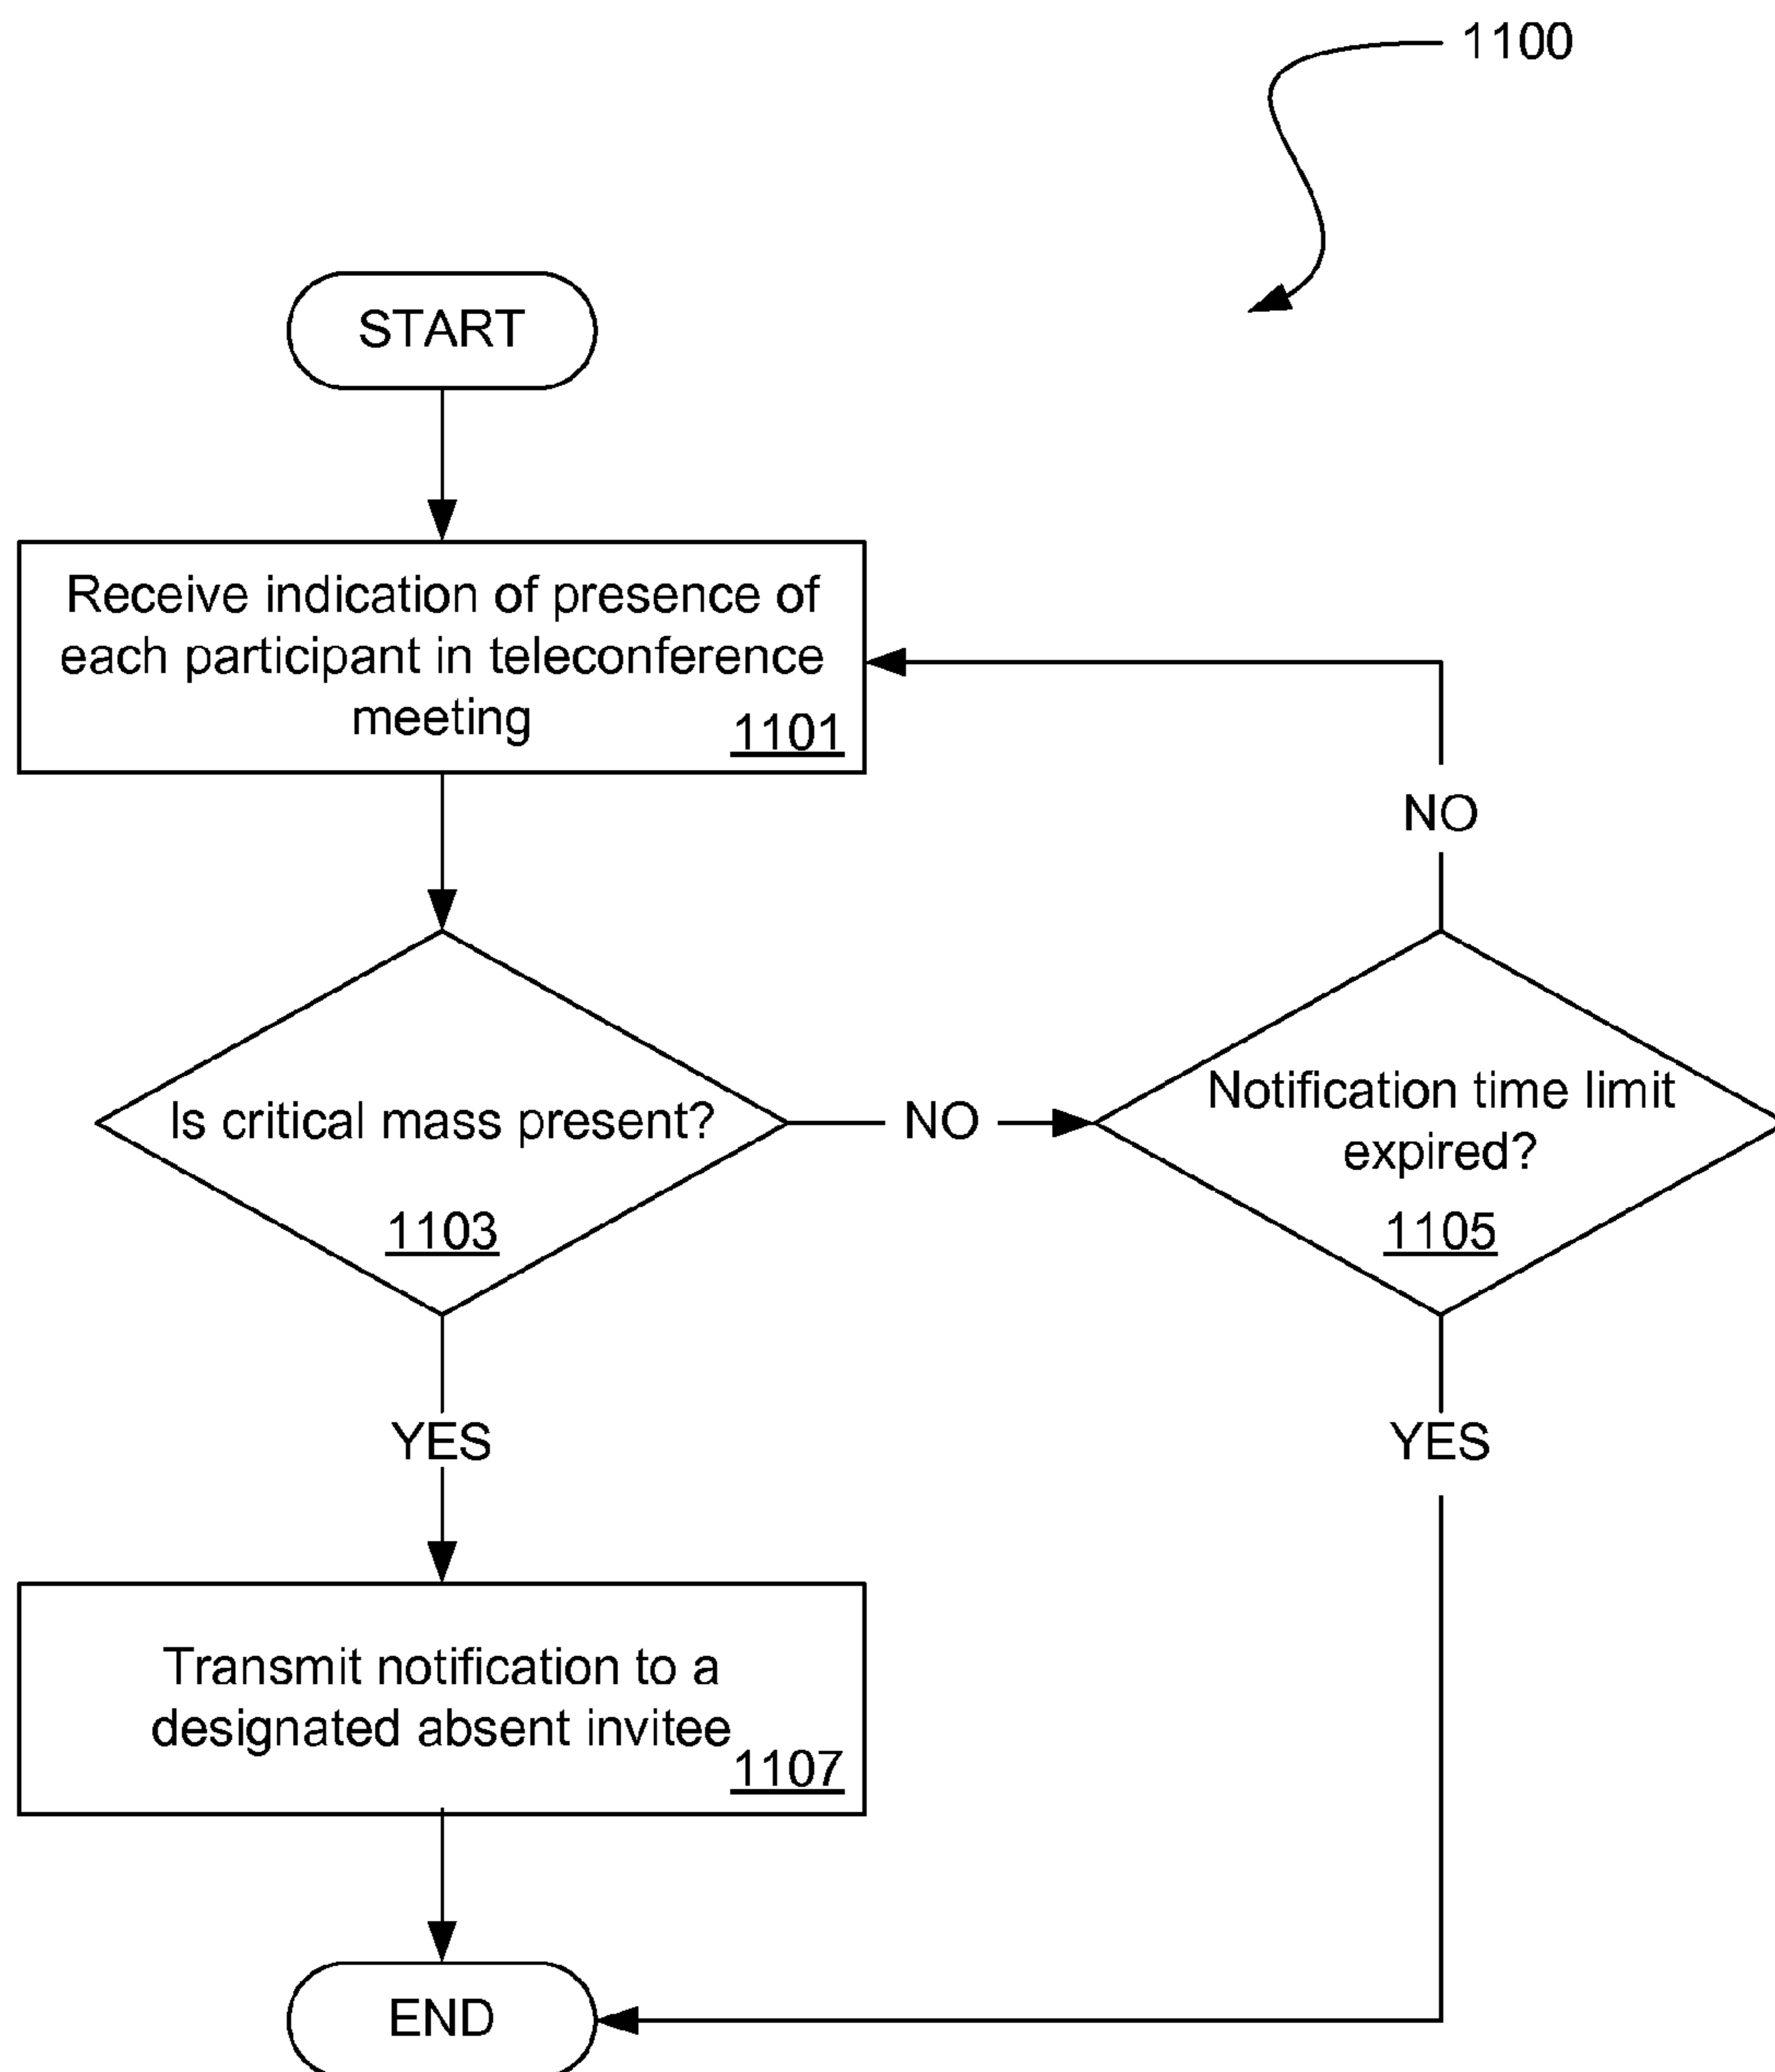 1100
START
Receive indication of presence of
each participant in teleconference
meeting
1101
NO
Is critical mass present?
1103
NO
Notification time limit
expired?
1105
YES
YES
Transmit notification to a
designated absent invitee
1107
END